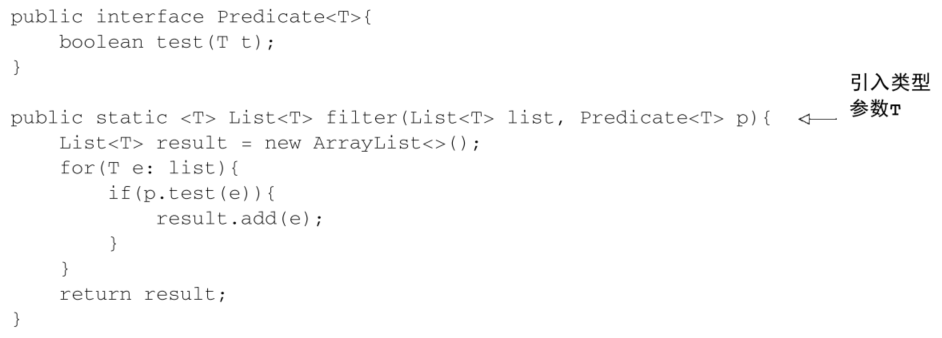 public interface Predicate<T>{
    boolean test(T t);
}
引入类型
参数T
public static <T> List<T> filter(List<T> list, Predicate<T> p){
    List<T> result = new ArrayList<>();
    for(T e: list){
        if(p.test(e)){
            result.add(e);
        }
    }
    return result;
}